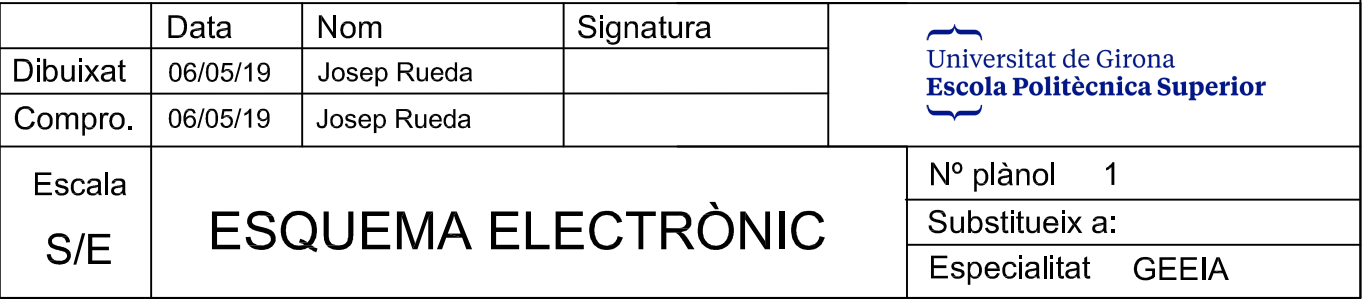 Data Nom Signatura
Dibuixat 06/05/19 Josep Rueda
Compro. 06/05/19 Josep Rueda
Universitat de Girona
Escola Politècnica Superior
Escala
S/E
ESQUEMA ELECTRÒNIC
Nº plànol 1
Substitueix a:
Especialitat GEEIA